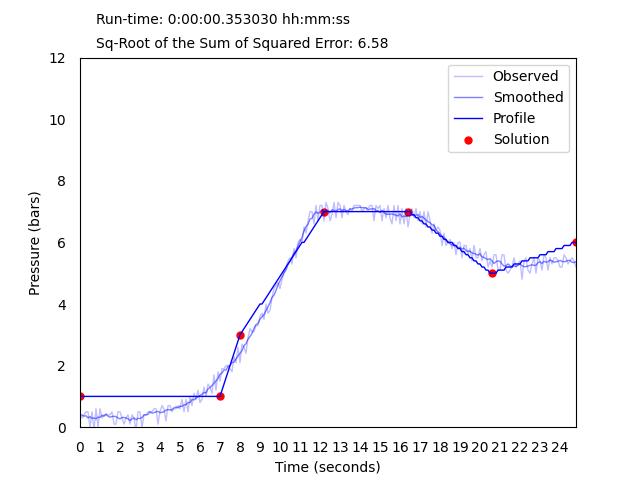 Run-time: 0:00:00.353030 hh:mm:ss
Sq-Root of the Sum of Squared Error: 6.58
12
10
8
6
4
2
0
Pressure (bars)
Observed
Smoothed
Profile
Solution
0 1 2 3 4 5 6 7 8 9 10 11 12 13 14 15 16 17 18 19 20 21 22 23 24
Time (seconds)